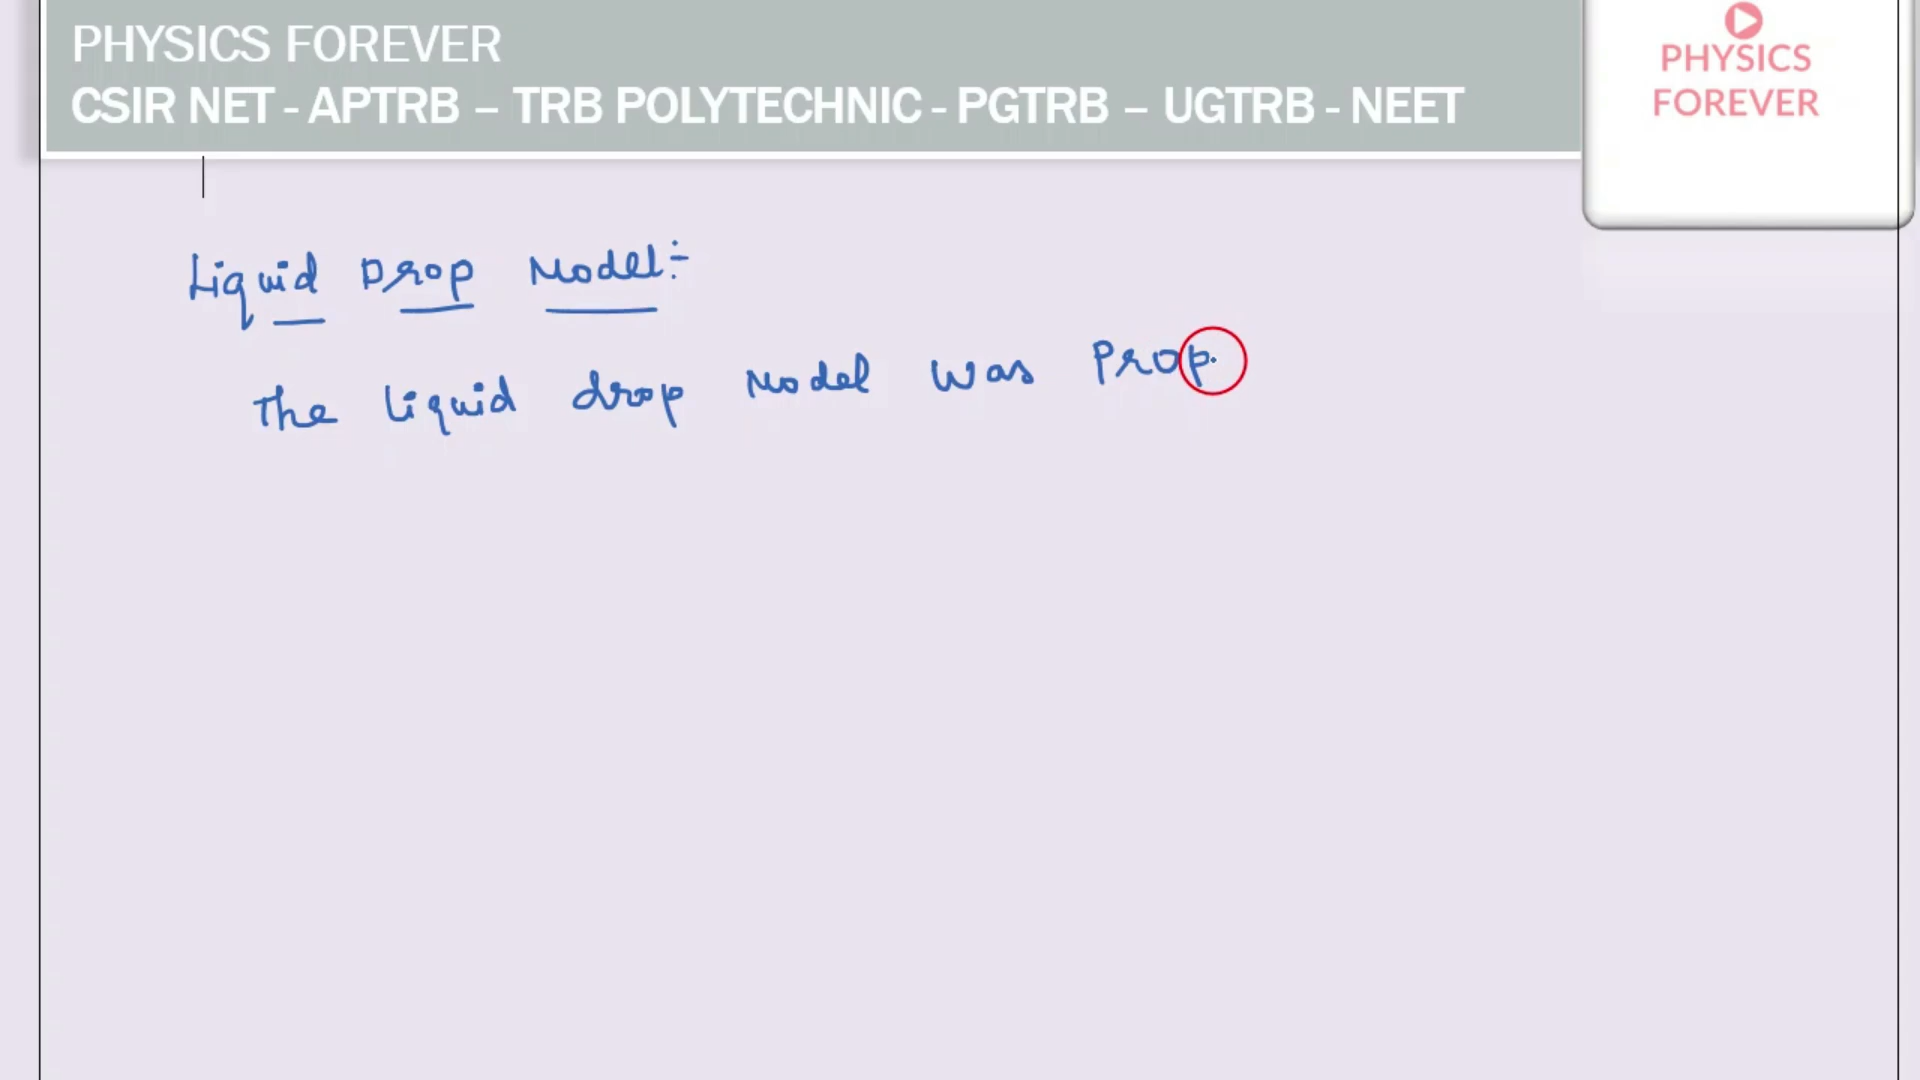 PHYSICS FOREVER
CSIR NET - APTRB – TRB POLYTECHNIC - PGTRB – UGTRB - NEET
PHYSICS
FOREVER
Liquid Drop Model:-
The liquid drop Model was Prop